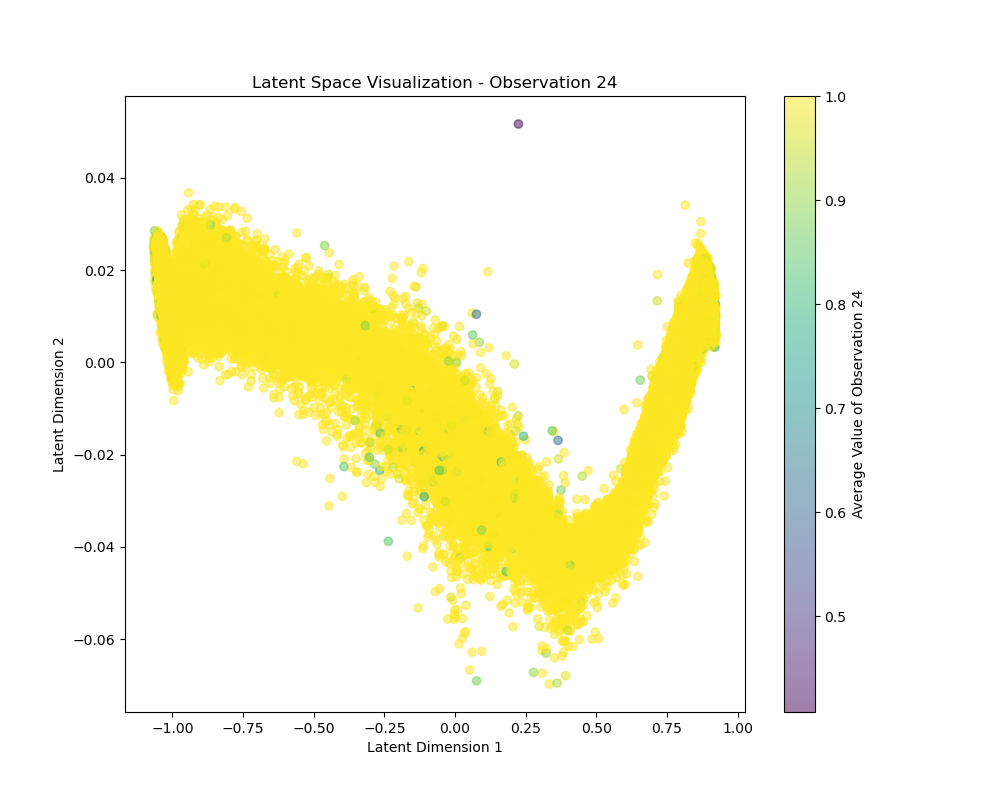 Latent Space Visualization - Observation 24
Latent Dimension 2
0.04
0.02
0.00
−0.02
−0.04
−0.06
−1.00 −0.75 −0.50 −0.25 0.00 0.25 0.50 0.75 1.00
Latent Dimension 1
1.0
0.9
0.8
0.7
0.6
0.5
Average Value of Observation 24